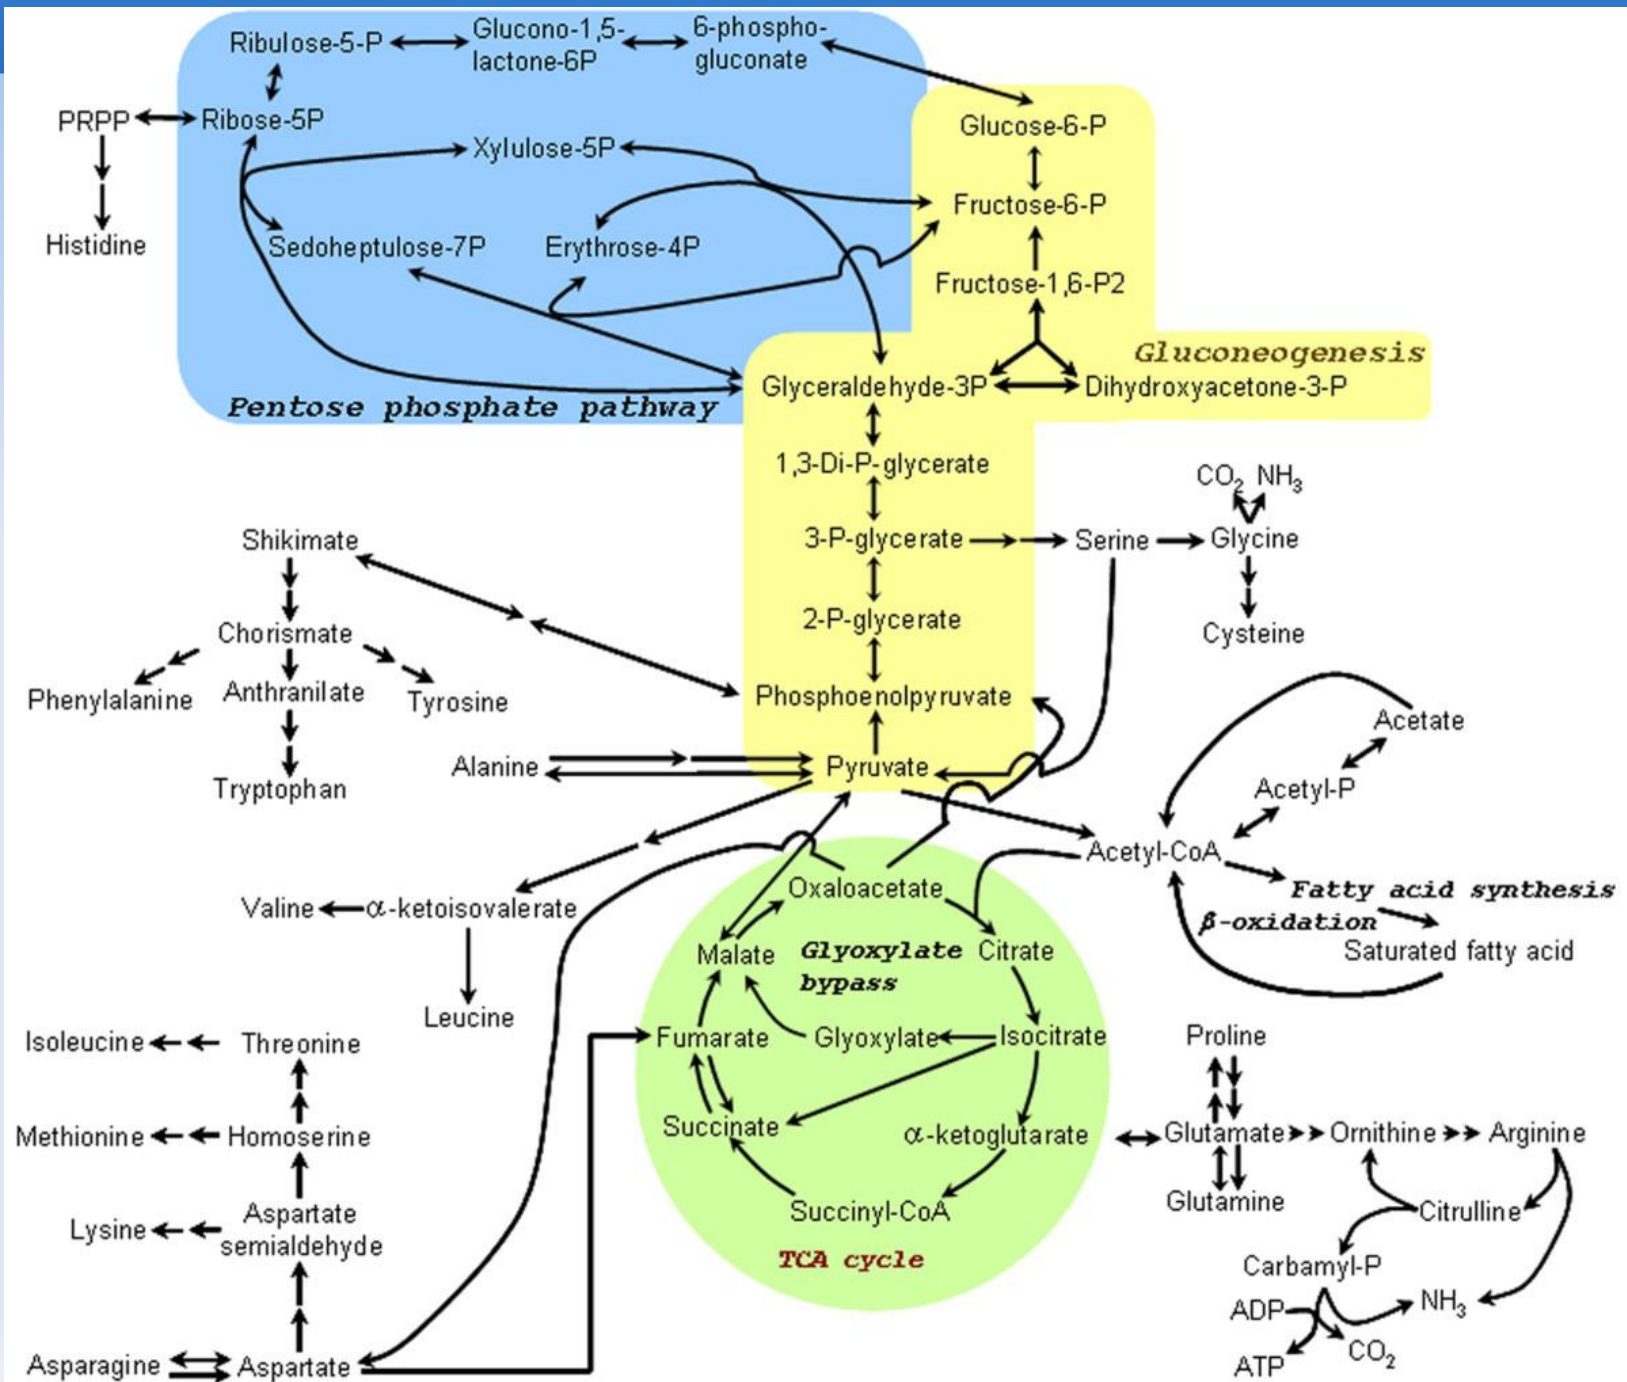 Ribulose-5-P
Glucono-1,5-
lactone-6P
6-phospho-
gluconate
PRPP
Ribose-5P
Glucose-6-P
Xylulose-5P
Fructose-6-P
Histidine
Sedoheptulose-7P
Erythrose-4P
Fructose-1,6-P2
Gluconeogenesis
Glyceraldehyde-3P
Dihydroxyacetone-3-P
Pentose phosphate pathway
1,3-Di-P-glycerate
CO2 NH3
Shikimate
3-P-glycerate
Serine
Glycine
2-P-glycerate
Chorismate
Cysteine
Phenylalanine
Anthranilate
Tyrosine
Phosphoenolpyruvate
Acetate
Alanine
Pyruvate
Tryptophan
Acetyl-P
Acetyl-CoA
Oxaloacetate
Fatty acid synthesis
Valine
α-ketoisovalerate
β-oxidation
Malate
Glyoxylate
bypass
Citrate
Saturated fatty acid
Leucine
Isoleucine
Threonine
Fumarate
Glyoxylate
Isocitrate
Proline
Methionine
Homoserine
Succinate
α-ketoglutarate
Glutamate
Ornithine
Arginine
Lysine
Aspartate
semialdehyde
Succinyl-CoA
Glutamine
Citrulline
TCA cycle
Carbamyl-P
ADP
NH3
Asparagine
Aspartate
ATP
CO2